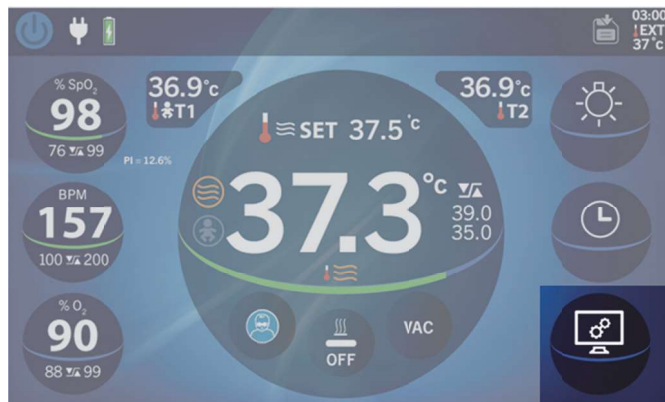 03:00
EXT
37°c
% SpO₂
98
76 99
PI = 12.6%
36.9°c
T1
36.9°c
T2
SET 37.5°c
37.3°c
39.0
35.0
BPM
157
100 200
% O₂
90
88 99
OFF
VAC